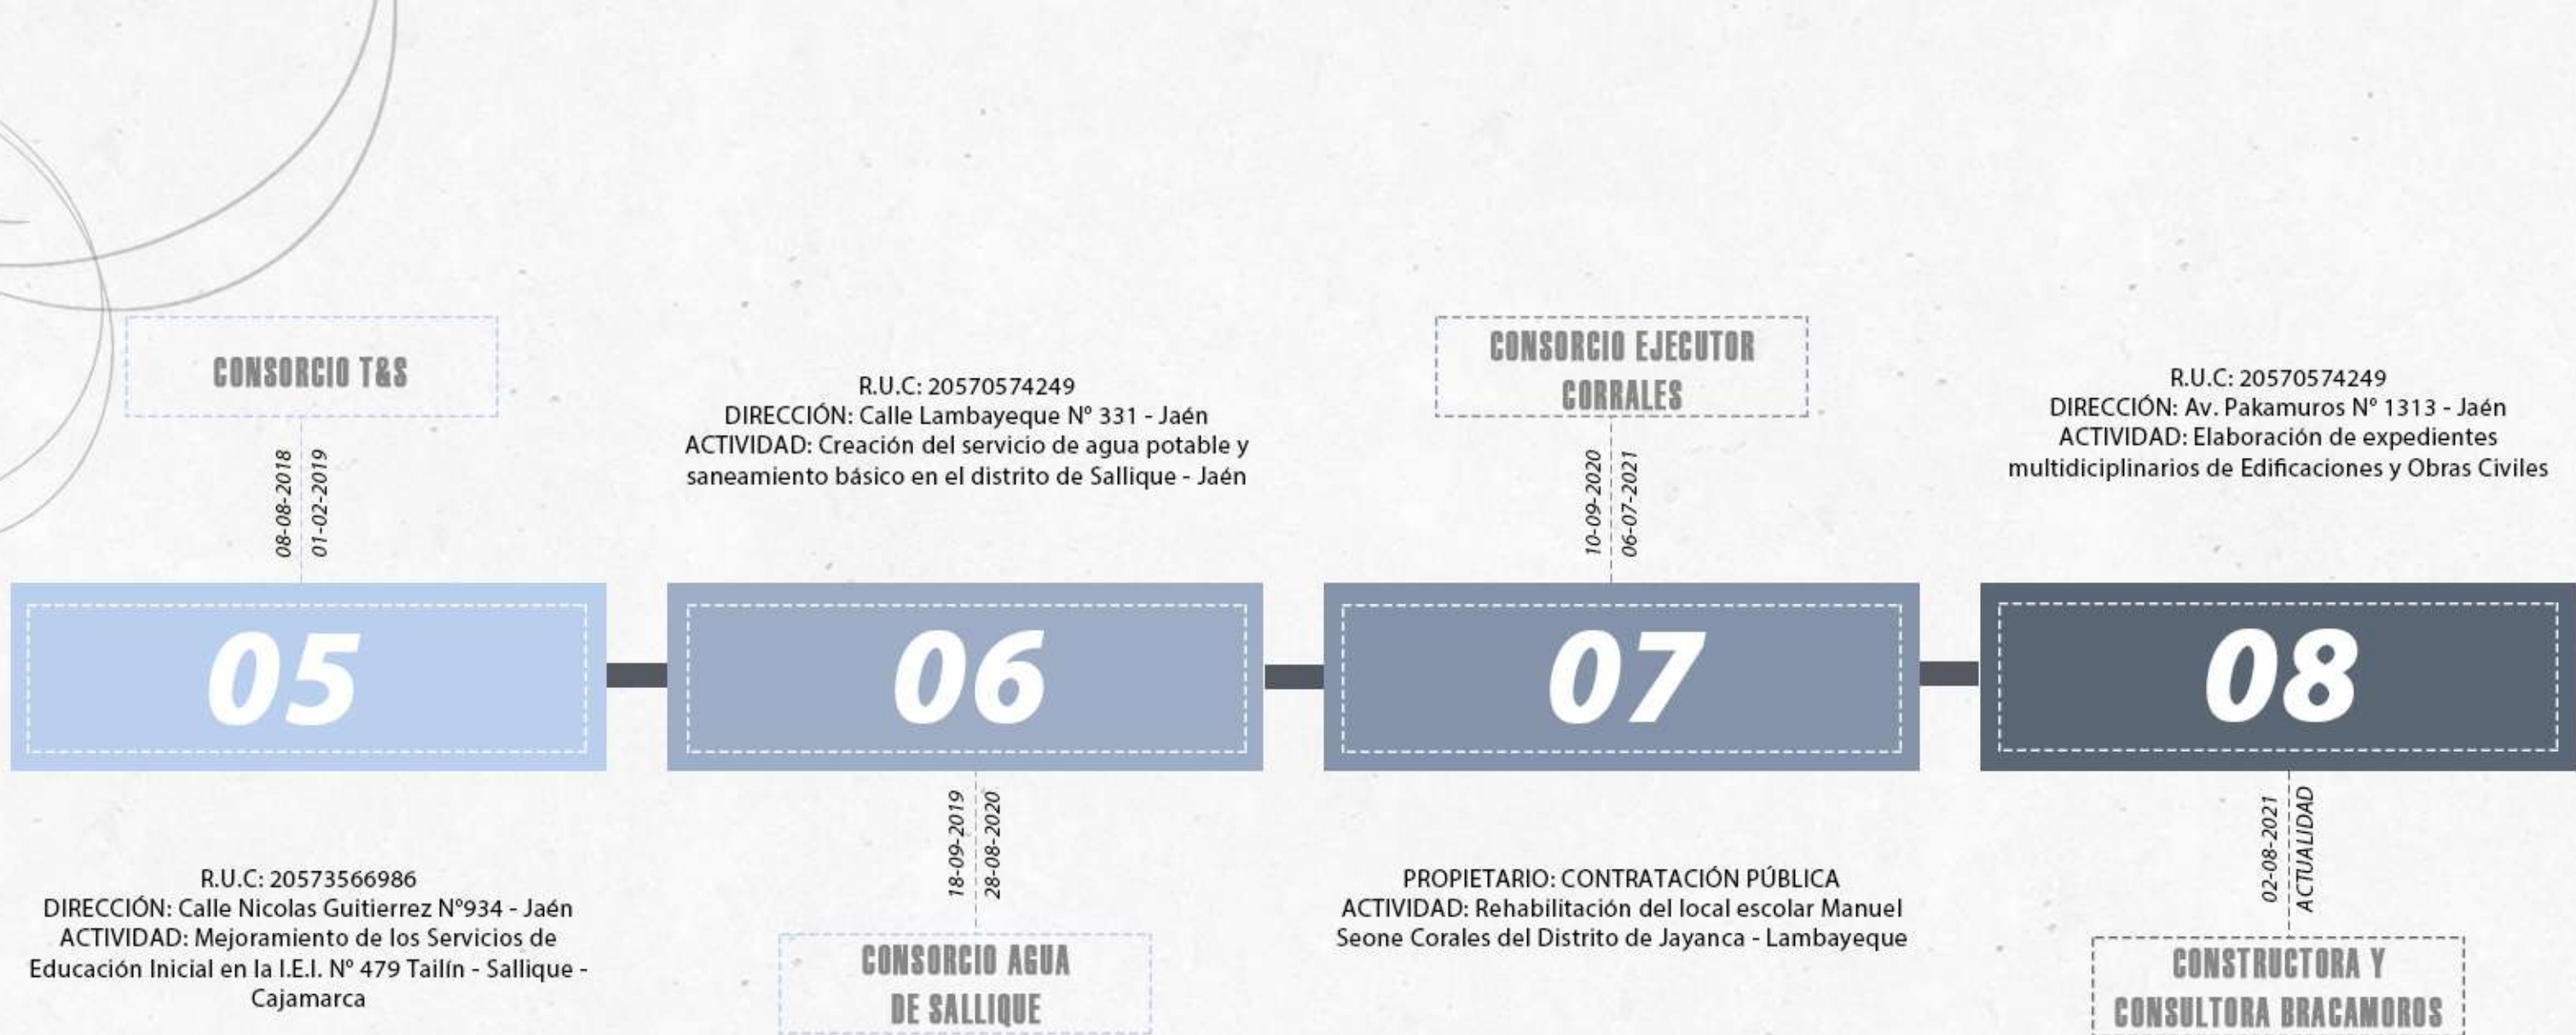 CONSORCIO T&S
08-08-2018
01-02-2019
05
R.U.C: 20573566986
DIRECCIÓN: Calle Nicolas Guitierrez N°934 - Jaén
ACTIVIDAD: Mejoramiento de los Servicios de
Educación Inicial en la I.E.I. Nº 479 Tailín - Sallique -
Cajamarca
R.U.C: 20570574249
DIRECCIÓN: Calle Lambayeque Nº 331 - Jaén
ACTIVIDAD: Creación del servicio de agua potable y
saneamiento básico en el distrito de Sallique - Jaén
06
18-09-2019
28-08-2020
CONSORCIO AGUA
DE SALLIQUE
CONSORCIO EJECUTOR
CORRALES
10-09-2020
06-07-2021
07
PROPIETARIO: CONTRATACIÓN PÚBLICA
ACTIVIDAD: Rehabilitación del local escolar Manuel
Seone Corales del Distrito de Jayanca - Lambayeque
R.U.C: 20570574249
DIRECCIÓN: Av. Pakamuros Nº 1313 - Jaén
ACTIVIDAD: Elaboración de expedientes
multidiciplinarios de Edificaciones y Obras Civiles
08
02-08-2021
ACTUALIDAD
CONSTRUCTORA Y
CONSULTORA BRACAMOROS